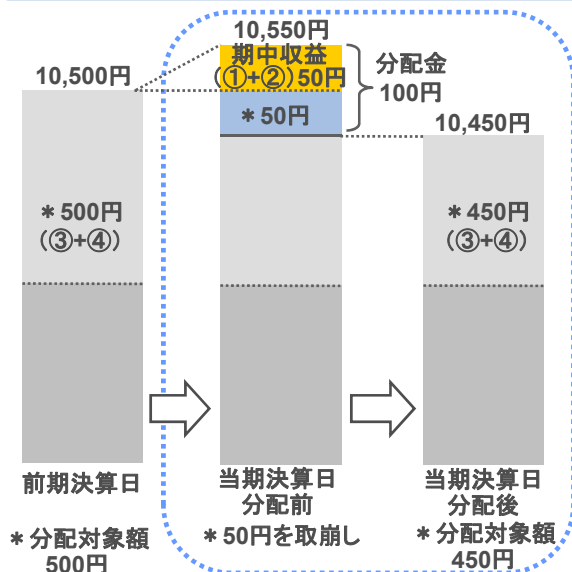 10,500円
＊500円
（③+④）
前期決算日
＊分配対象額
500円
10,550円
期中収益
（①+②）50円
＊50円
分配金
100円
当期決算日
分配前
＊50円を取崩し
10,450円
＊450円
（③+④）
当期決算日
分配後
＊分配対象額
450円